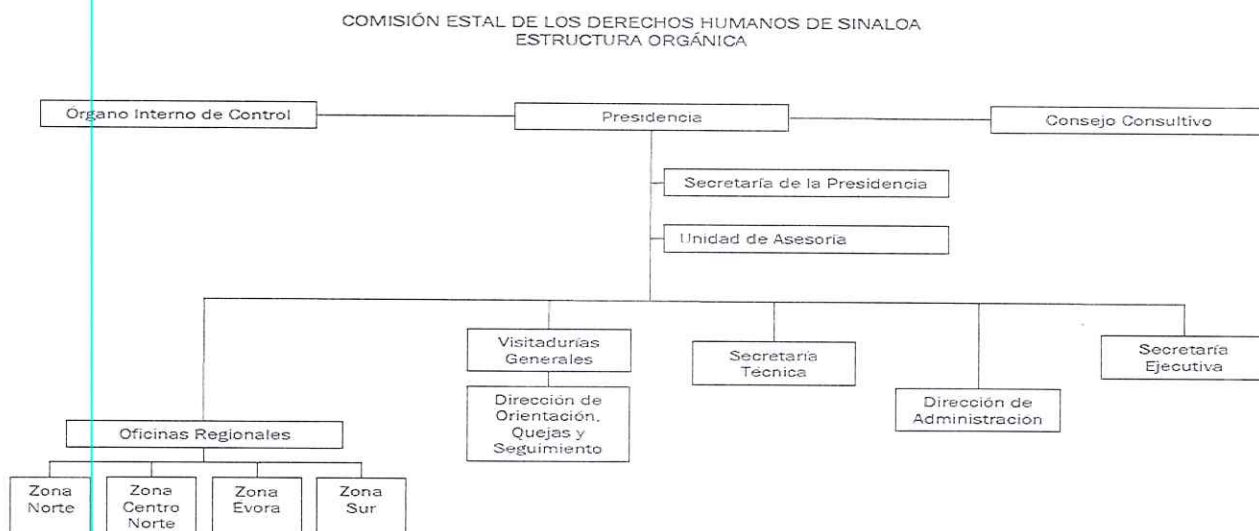 COMISIÓN ESTAL DE LOS DERECHOS HUMANOS DE SINALOA
ESTRUCTURA ORGÁNICA
Órgano Interno de Control
Presidencia
Consejo Consultivo
Secretaría de la Presidencia
Unidad de Asesoría
Visitadurías
Generales
Secretaría
Técnica
Secretaría
Ejecutiva
Dirección de
Orientación,
Quejas y
Seguimiento
Dirección de
Administración
Oficinas Regionales
Zona
Norte
Zona
Centro
Norte
Zona
Évora
Zona
Sur